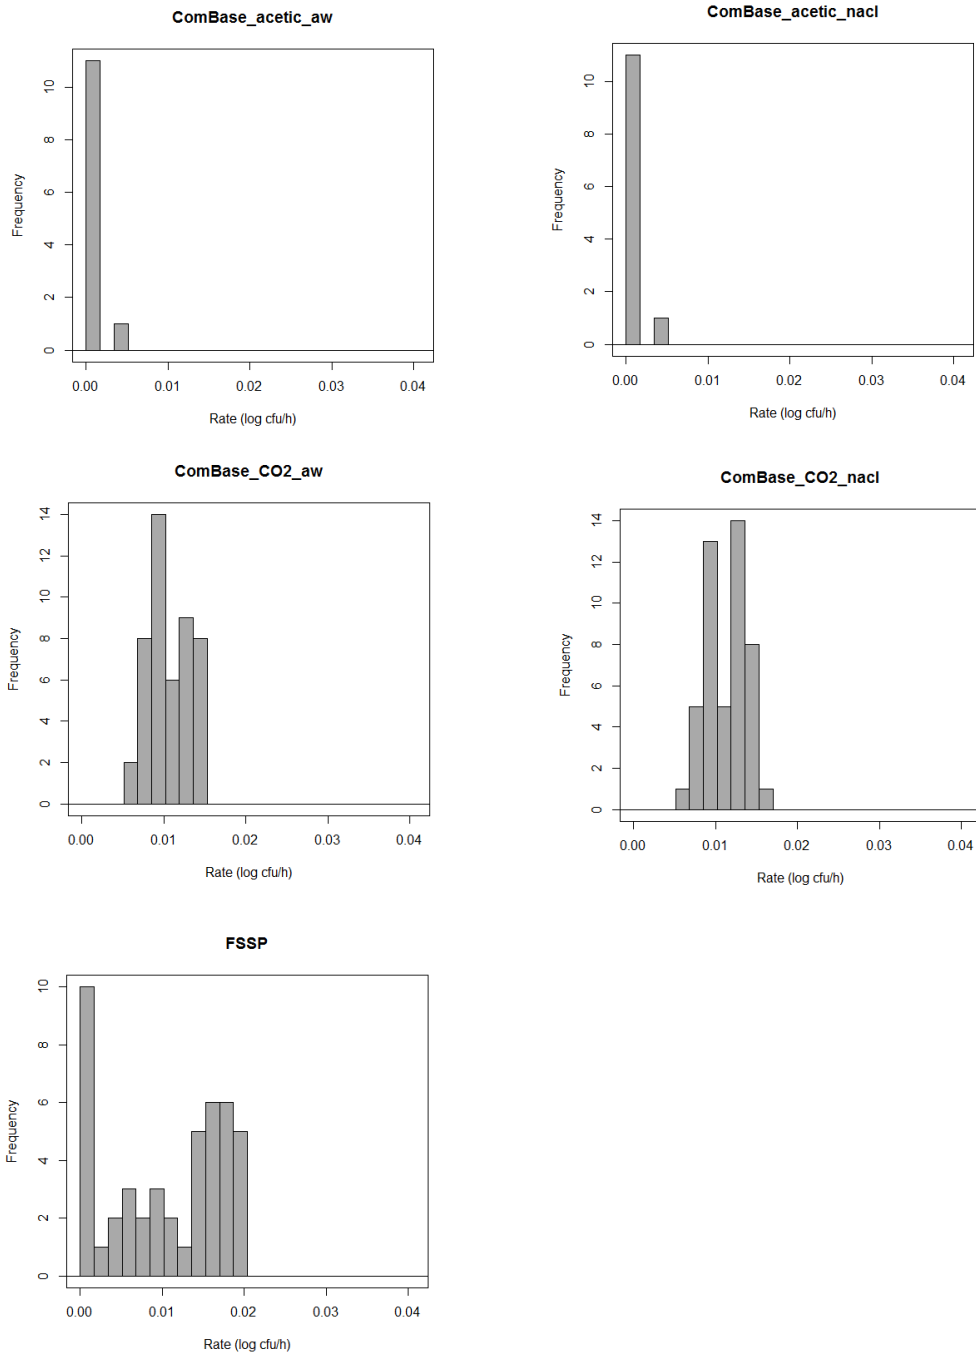 ComBase_acetic_aw
Frequency
0
2
4
6
8
10
0.00 0.01 0.02 0.03 0.04
Rate (log cfu/h)
ComBase_acetic_nacl
Frequency
0
2
4
6
8
10
0.00 0.01 0.02 0.03 0.04
Rate (log cfu/h)
ComBase_CO2_aw
Frequency
0
2
4
6
8
10
12
14
0.00 0.01 0.02 0.03 0.04
Rate (log cfu/h)
ComBase_CO2_nacl
Frequency
0
2
4
6
8
10
12
14
0.00 0.01 0.02 0.03 0.04
Rate (log cfu/h)
FSSP
Frequency
0
2
4
6
8
10
0.00 0.01 0.02 0.03 0.04
Rate (log cfu/h)